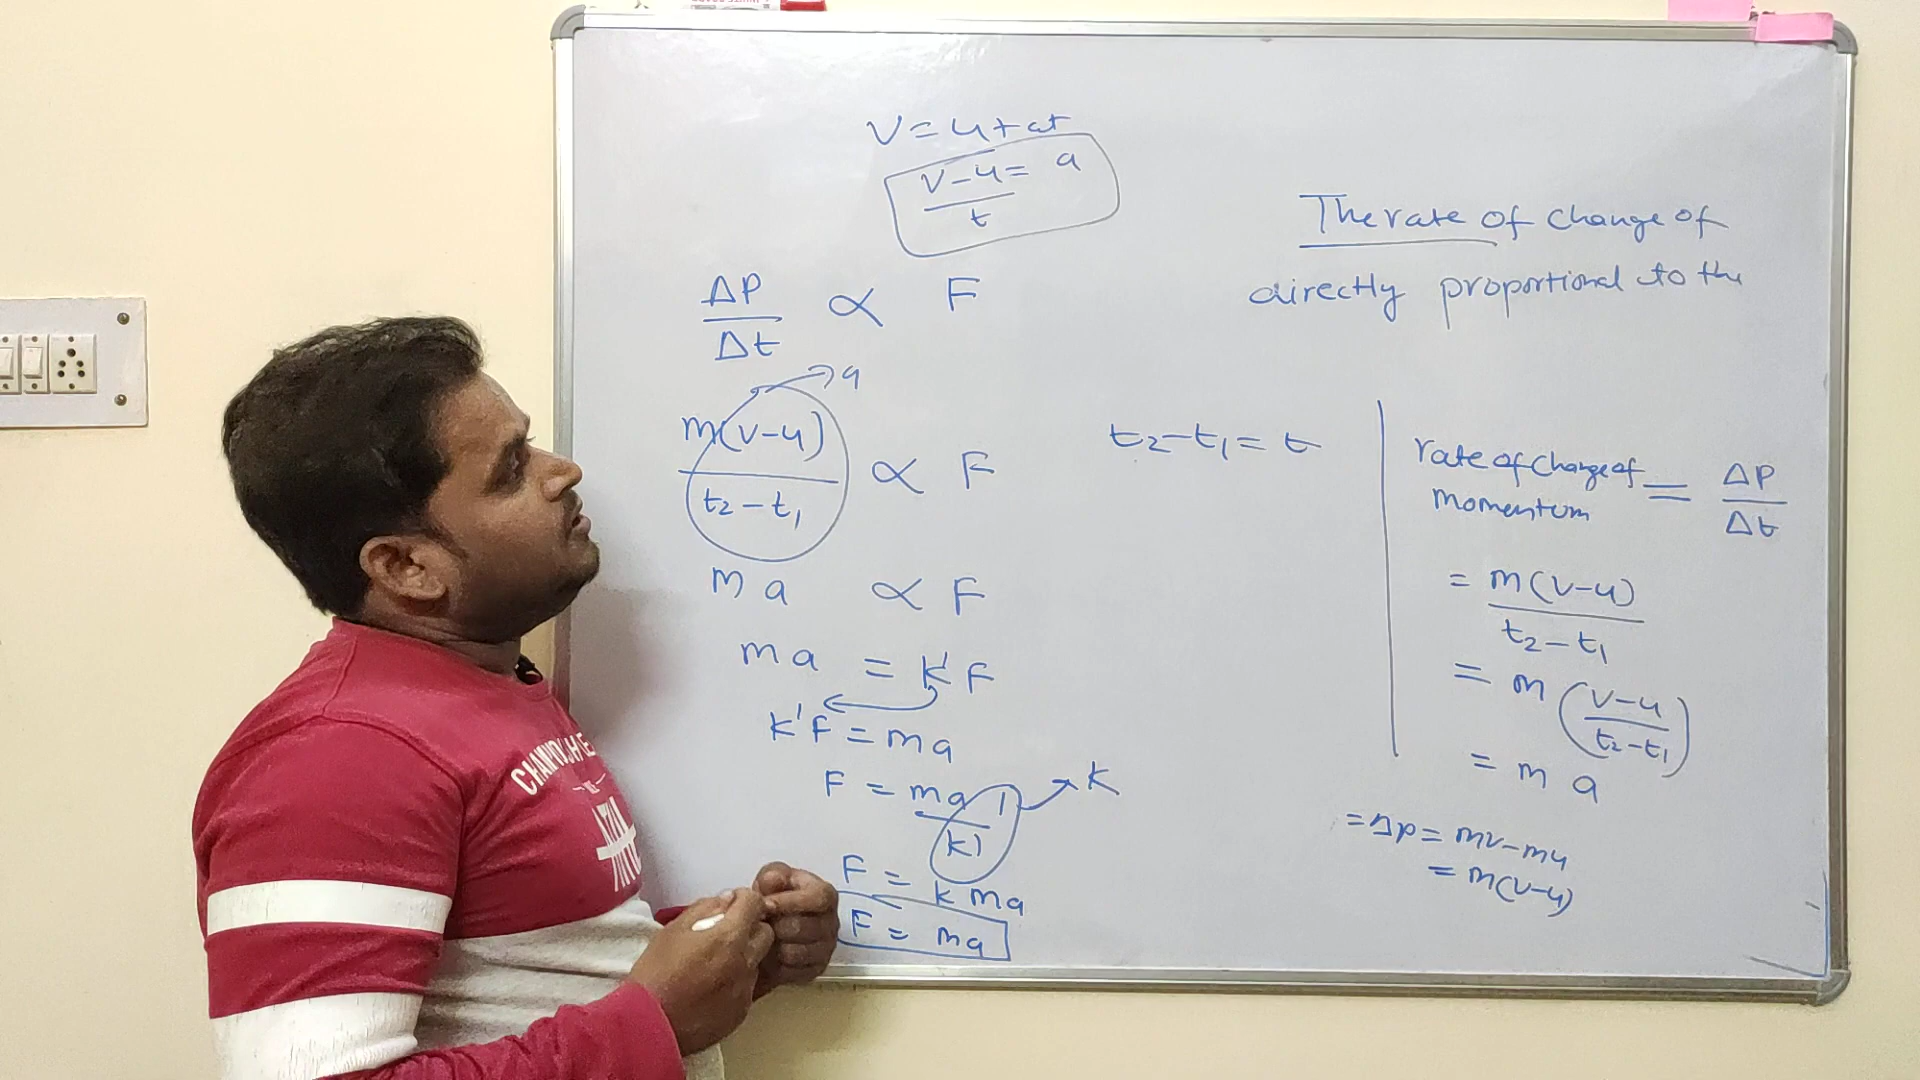 V = u + at
V - u = a
t
The rate of change of
directly proportional to the
ΔP ∝ F
Δt
a
m(v-u) ∝ F
t₂ - t₁
m a ∝ F
m a = k' F
k'F = ma
F = ma 1
k'
k
F = k ma
F = ma
t₂ - t₁ = t
rate of change of = ΔP
momentum Δt
= m(v-u)
t₂ - t₁
= m (v-u)
t₂-t₁
= m a
= ΔP = mv - mu
= m(v-u)